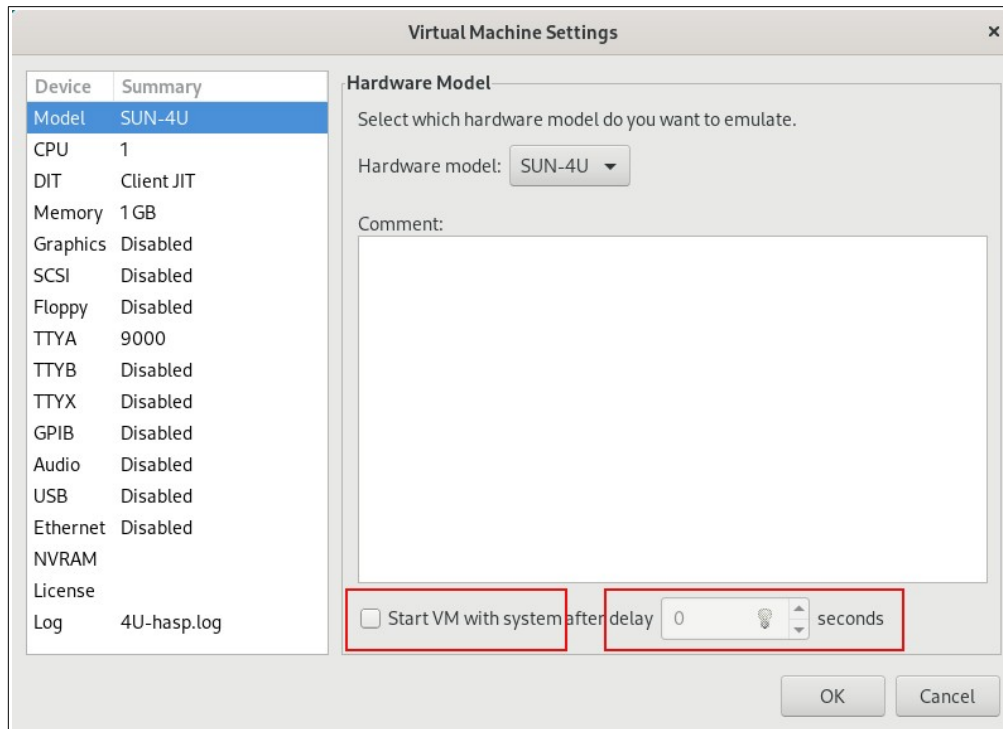 Virtual Machine Settings ×
Device Summary
Model SUN-4U
CPU 1
DIT Client JIT
Memory 1 GB
Graphics Disabled
SCSI Disabled
Floppy Disabled
TTYA 9000
TTYB Disabled
TTYX Disabled
GPIB Disabled
Audio Disabled
USB Disabled
Ethernet Disabled
NVRAM
License
Log 4U-hasp.log
Hardware Model
Select which hardware model do you want to emulate.
Hardware model: SUN-4U
Comment:
Start VM with system after delay 0 seconds
OK Cancel